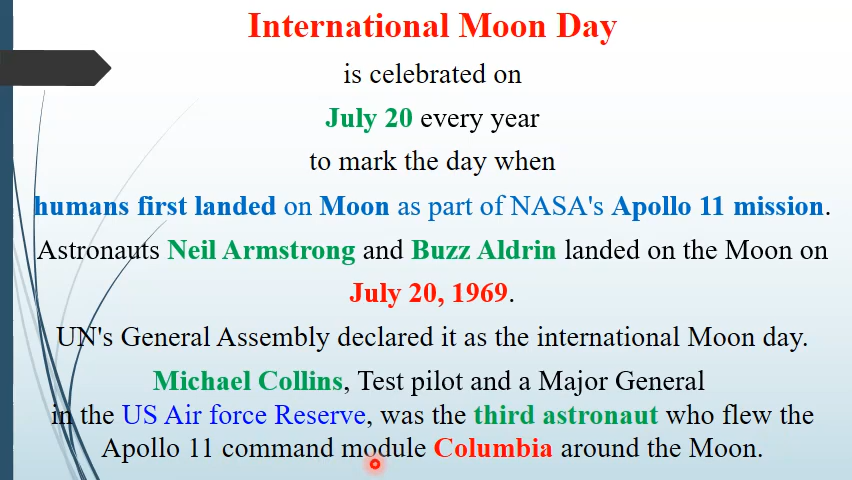 International Moon Day
is celebrated on
July 20 every year
to mark the day when
humans first landed on Moon as part of NASA's Apollo 11 mission.
Astronauts Neil Armstrong and Buzz Aldrin landed on the Moon on
July 20, 1969.
UN's General Assembly declared it as the international Moon day.
Michael Collins, Test pilot and a Major General
in the US Air force Reserve, was the third astronaut who flew the
Apollo 11 command module Columbia around the Moon.